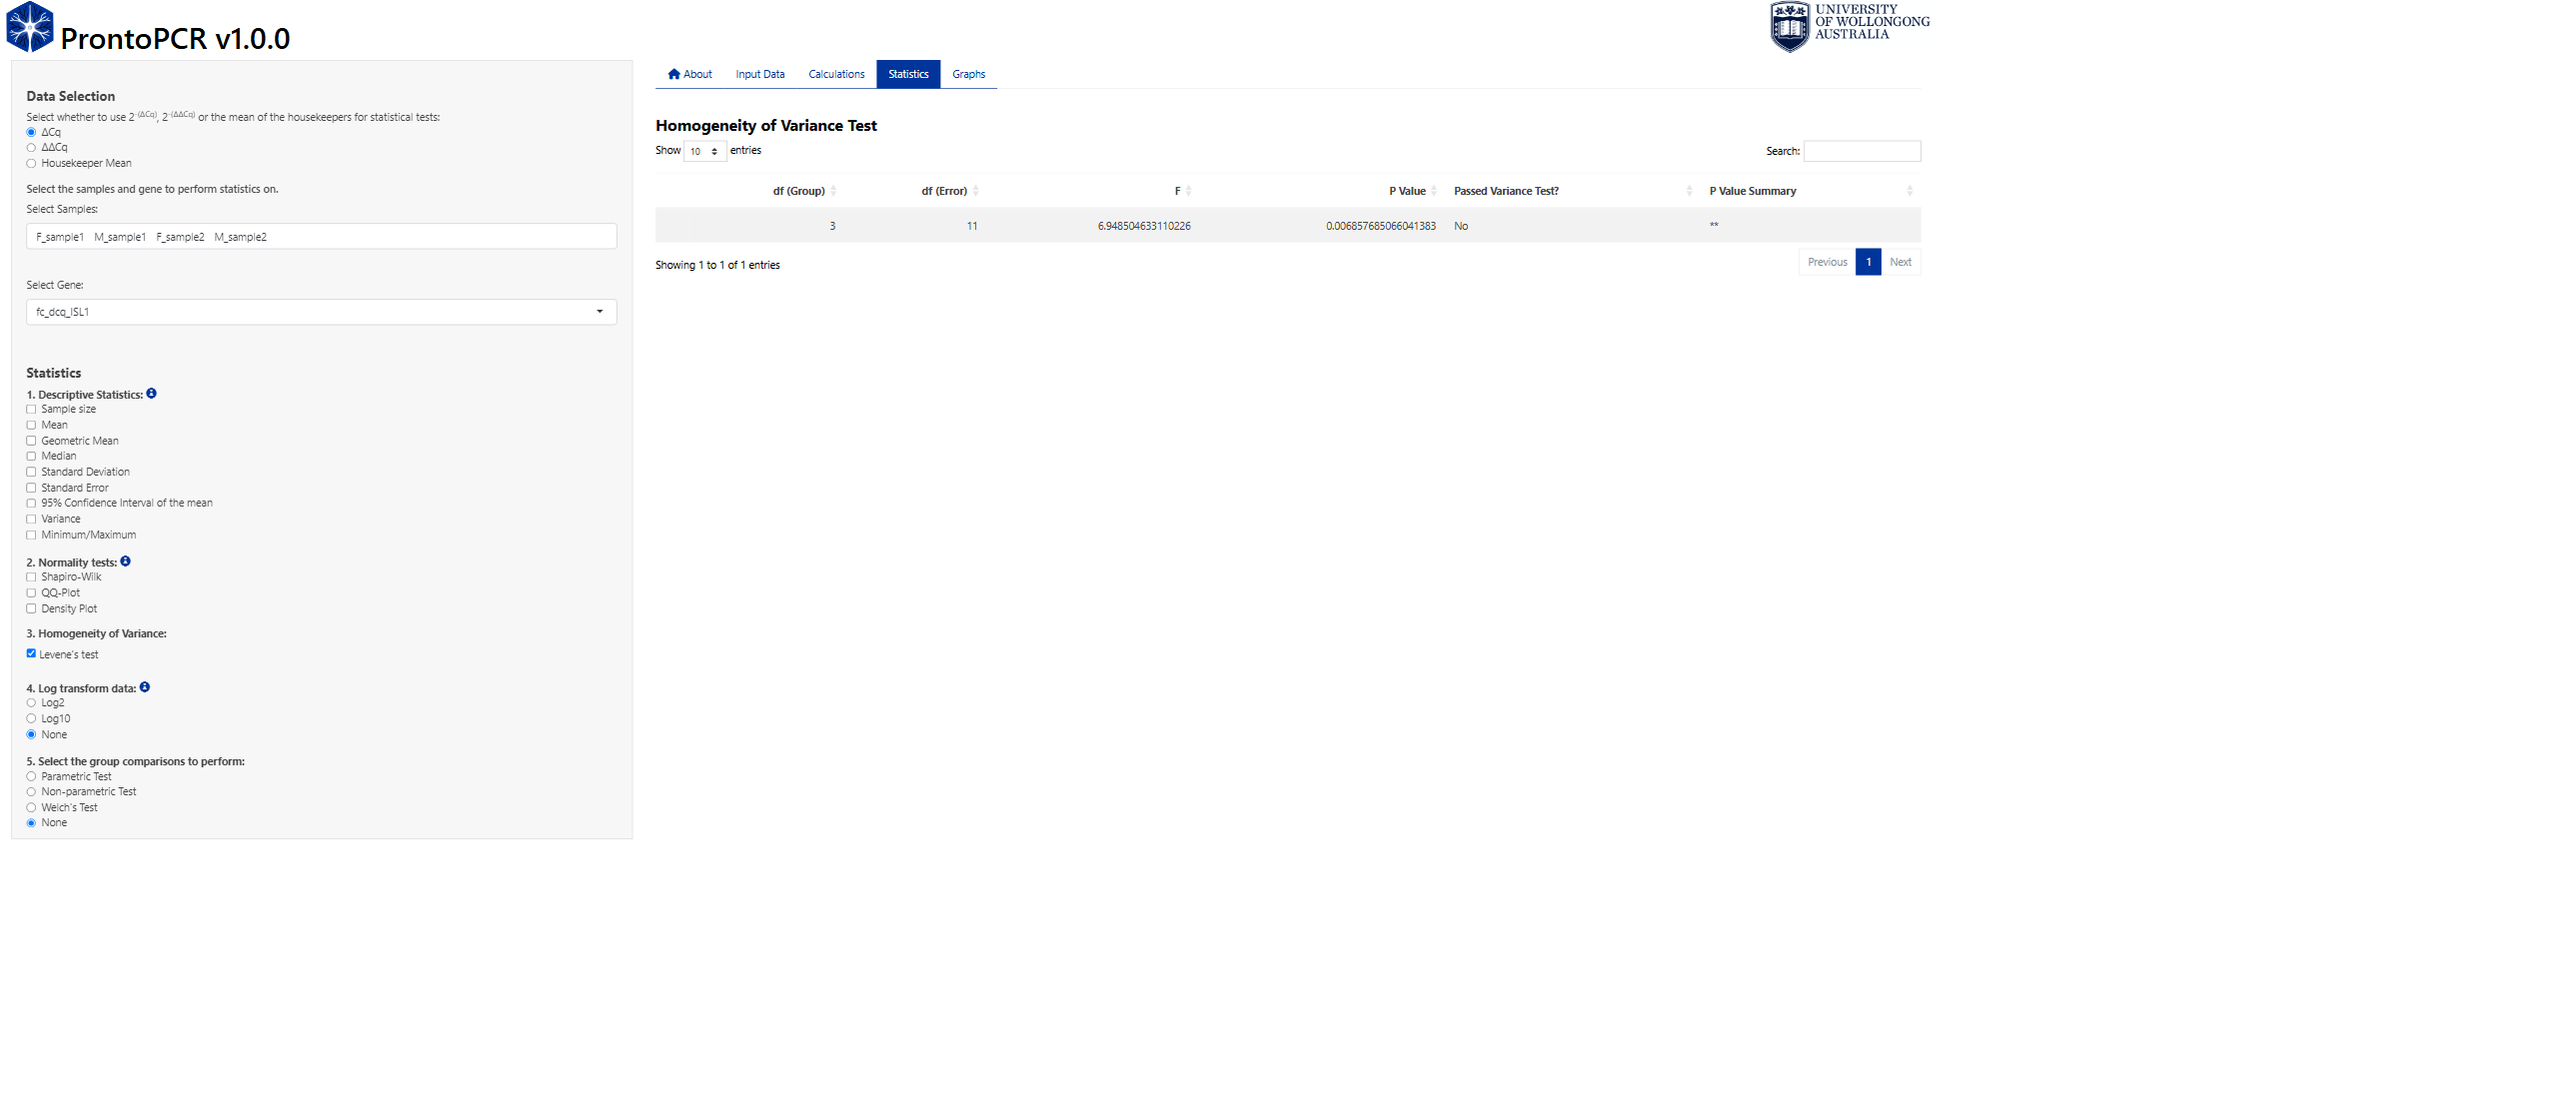 ProntoPCR v1.0.0
UNIVERSITY
OF WOLLONGONG
AUSTRALIA
Data Selection
Select whether to use 2^-(ΔCq), 2^-(ΔΔCq) or the mean of the housekeepers for statistical tests:
ΔCq
ΔΔCq
Housekeeper Mean
Select the samples and gene to perform statistics on.
Select Samples:
F_sample1 M_sample1 F_sample2 M_sample2
Select Gene:
fc_dcq_ISL1
Statistics
1. Descriptive Statistics:
Sample size
Mean
Geometric Mean
Median
Standard Deviation
Standard Error
95% Confidence Interval of the mean
Variance
Minimum/Maximum
2. Normality tests:
Shapiro-Wilk
QQ-Plot
Density Plot
3. Homogeneity of Variance:
Levene's test
4. Log transform data:
Log2
Log10
None
5. Select the group comparisons to perform:
Parametric Test
Non-parametric Test
Welch's Test
None
About Input Data Calculations Statistics Graphs
Homogeneity of Variance Test
Show 10 entries
Search:
df (Group) df (Error) F P Value Passed Variance Test? P Value Summary
3 11 6.948504633110226 0.006857685066041383 No **
Showing 1 to 1 of 1 entries
Previous 1 Next